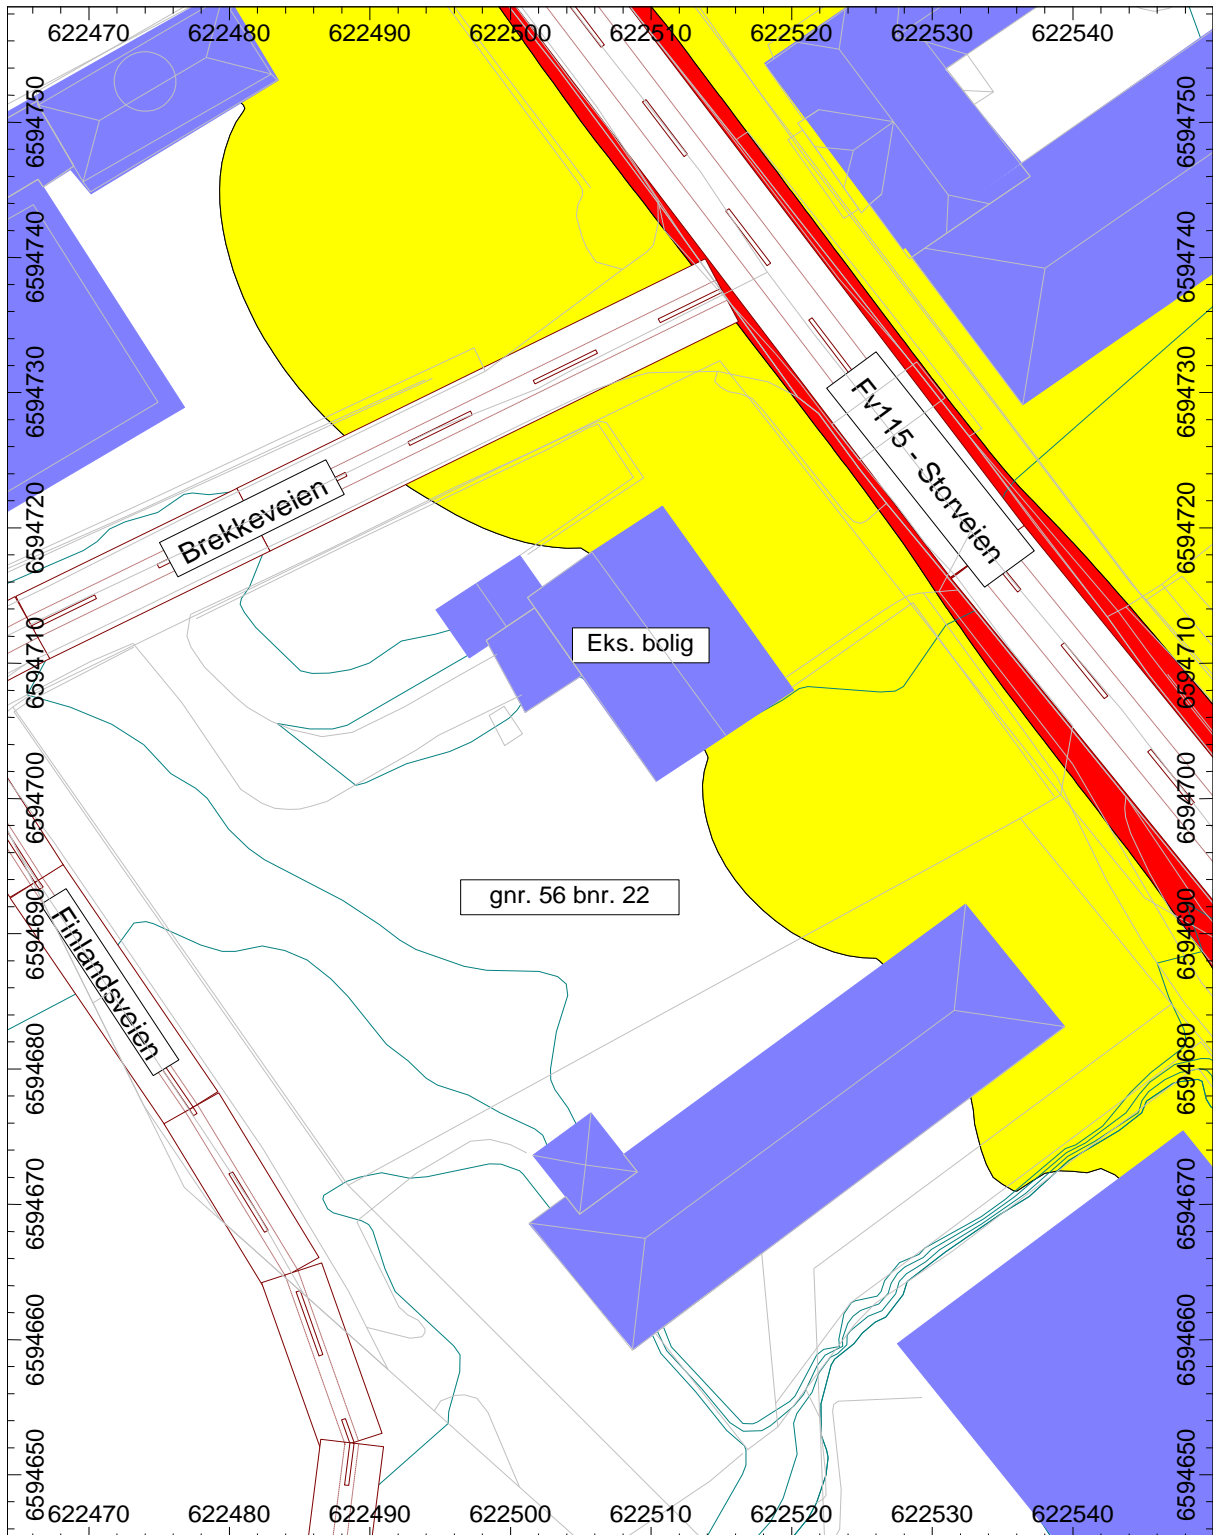 622470 622480 622490 622500 622510 622520 622530 622540
6594750 6594750
6594740 6594740
6594730 6594730
Fv115 - Storveien
6594720 6594720
Brekkeveien
6594710 6594710
Eks. bolig
6594700 6594700
gnr. 56 bnr. 22
6594690 6594690
Finlandsveien
6594680 6594680
6594670 6594670
6594660 6594660
6594650 6594650
622470 622480 622490 622500 622510 622520 622530 622540